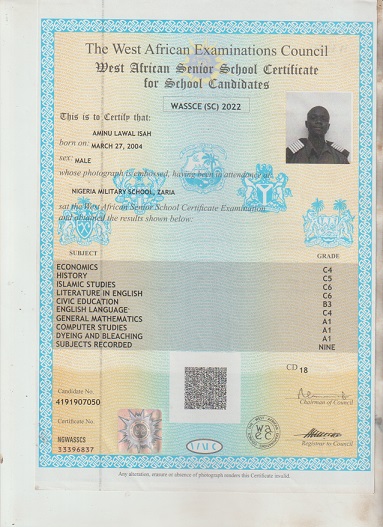 The West African Examinations Council
West African Senior School Certificate
for School Candidates
WASSCE (SC) 2022
This is to Certify that:
AMINU LAWAL ISAH
born on: MARCH 27, 2004
sex: MALE
whose photograph is embossed, having been in attendance at:
NIGERIA MILITARY SCHOOL, ZARIA
sat the West African Senior School Certificate Examination
and obtained the results shown below:
SUBJECT GRADE
ECONOMICS C4
HISTORY C5
ISLAMIC STUDIES C6
LITERATURE IN ENGLISH C6
CIVIC EDUCATION B3
ENGLISH LANGUAGE C4
GENERAL MATHEMATICS A1
COMPUTER STUDIES A1
DYEING AND BLEACHING A1
SUBJECTS RECORDED NINE
CD 18
Candidate No.
4191907050
Chairman of Council
Certificate No.
NGWASSCS
33396837
Registrar to Council
Any alteration, erasure or absence of photograph renders this Certificate invalid.